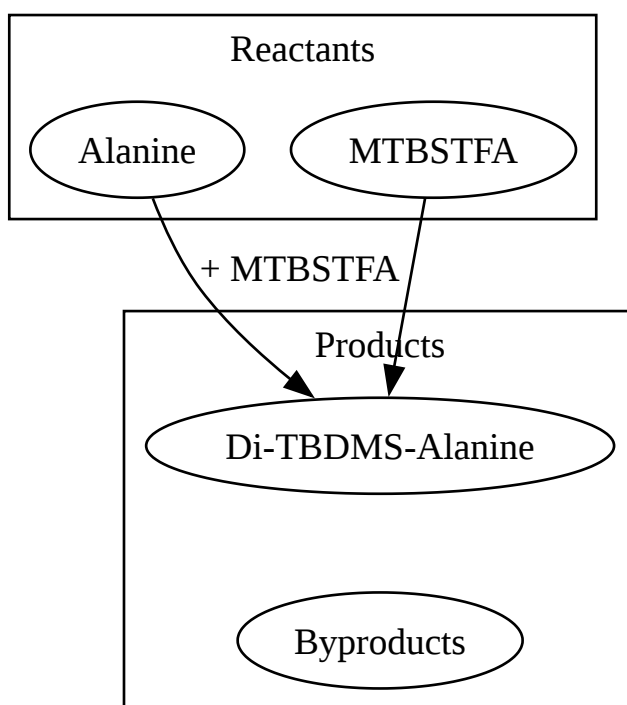 Reactants
Alanine
MTBSTFA
+ MTBSTFA
Products
Di-TBDMS-Alanine
Byproducts